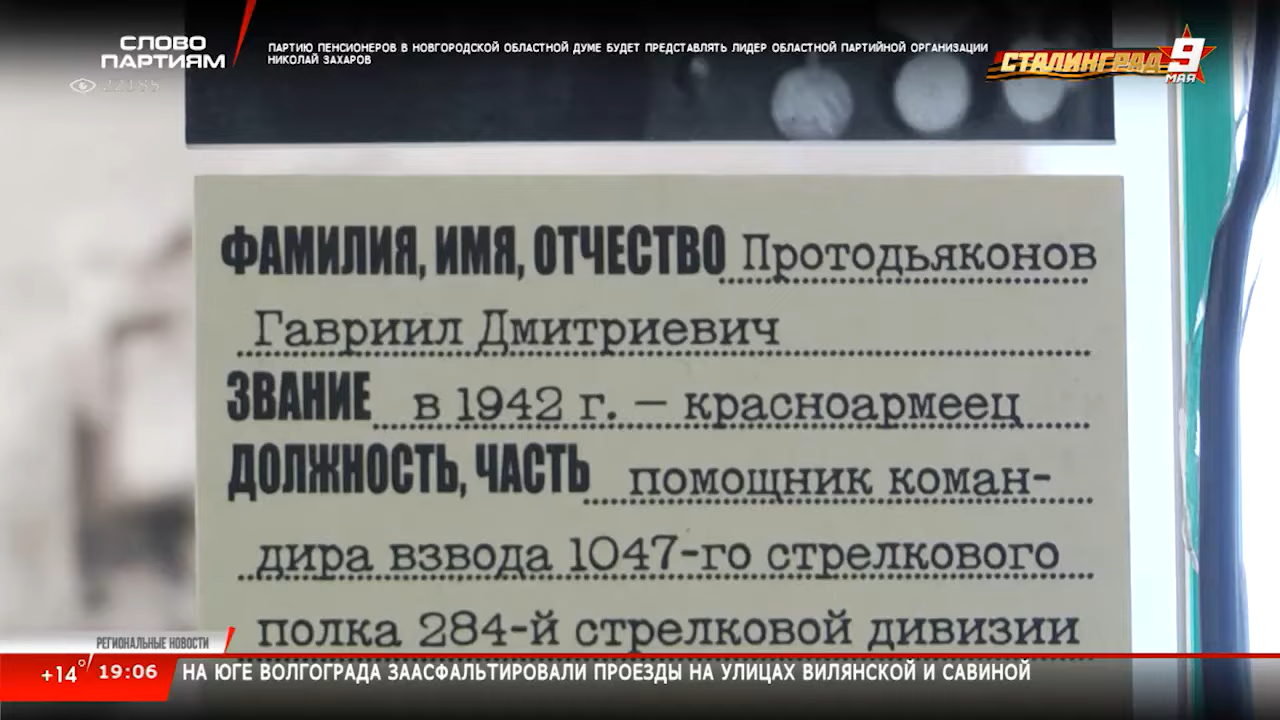 СЛОВО
ПАРТИЯМ
ПАРТИЮ ПЕНСИОНЕРОВ В НОВГОРОДСКОЙ ОБЛАСТНОЙ ДУМЕ БУДЕТ ПРЕДСТАВЛЯТЬ ЛИДЕР ОБЛАСТНОЙ ПАРТИЙНОЙ ОРГАНИЗАЦИИ
НИКОЛАЙ ЗАХАРОВ
СТАЛИНГРАД 9
МАЯ
ФАМИЛИЯ, ИМЯ, ОТЧЕСТВО Протодьяконов
Гавриил Дмитриевич
ЗВАНИЕ в 1942 г. – красноармеец
ДОЛЖНОСТЬ, ЧАСТЬ помощник коман-
дира взвода 1047-го стрелкового
полка 284-й стрелковой дивизии
РЕГИОНАЛЬНЫЕ НОВОСТИ
+14° 19:06 НА ЮГЕ ВОЛГОГРАДА ЗААСФАЛЬТИРОВАЛИ ПРОЕЗДЫ НА УЛИЦАХ ВИЛЯНСКОЙ И САВИНОЙ